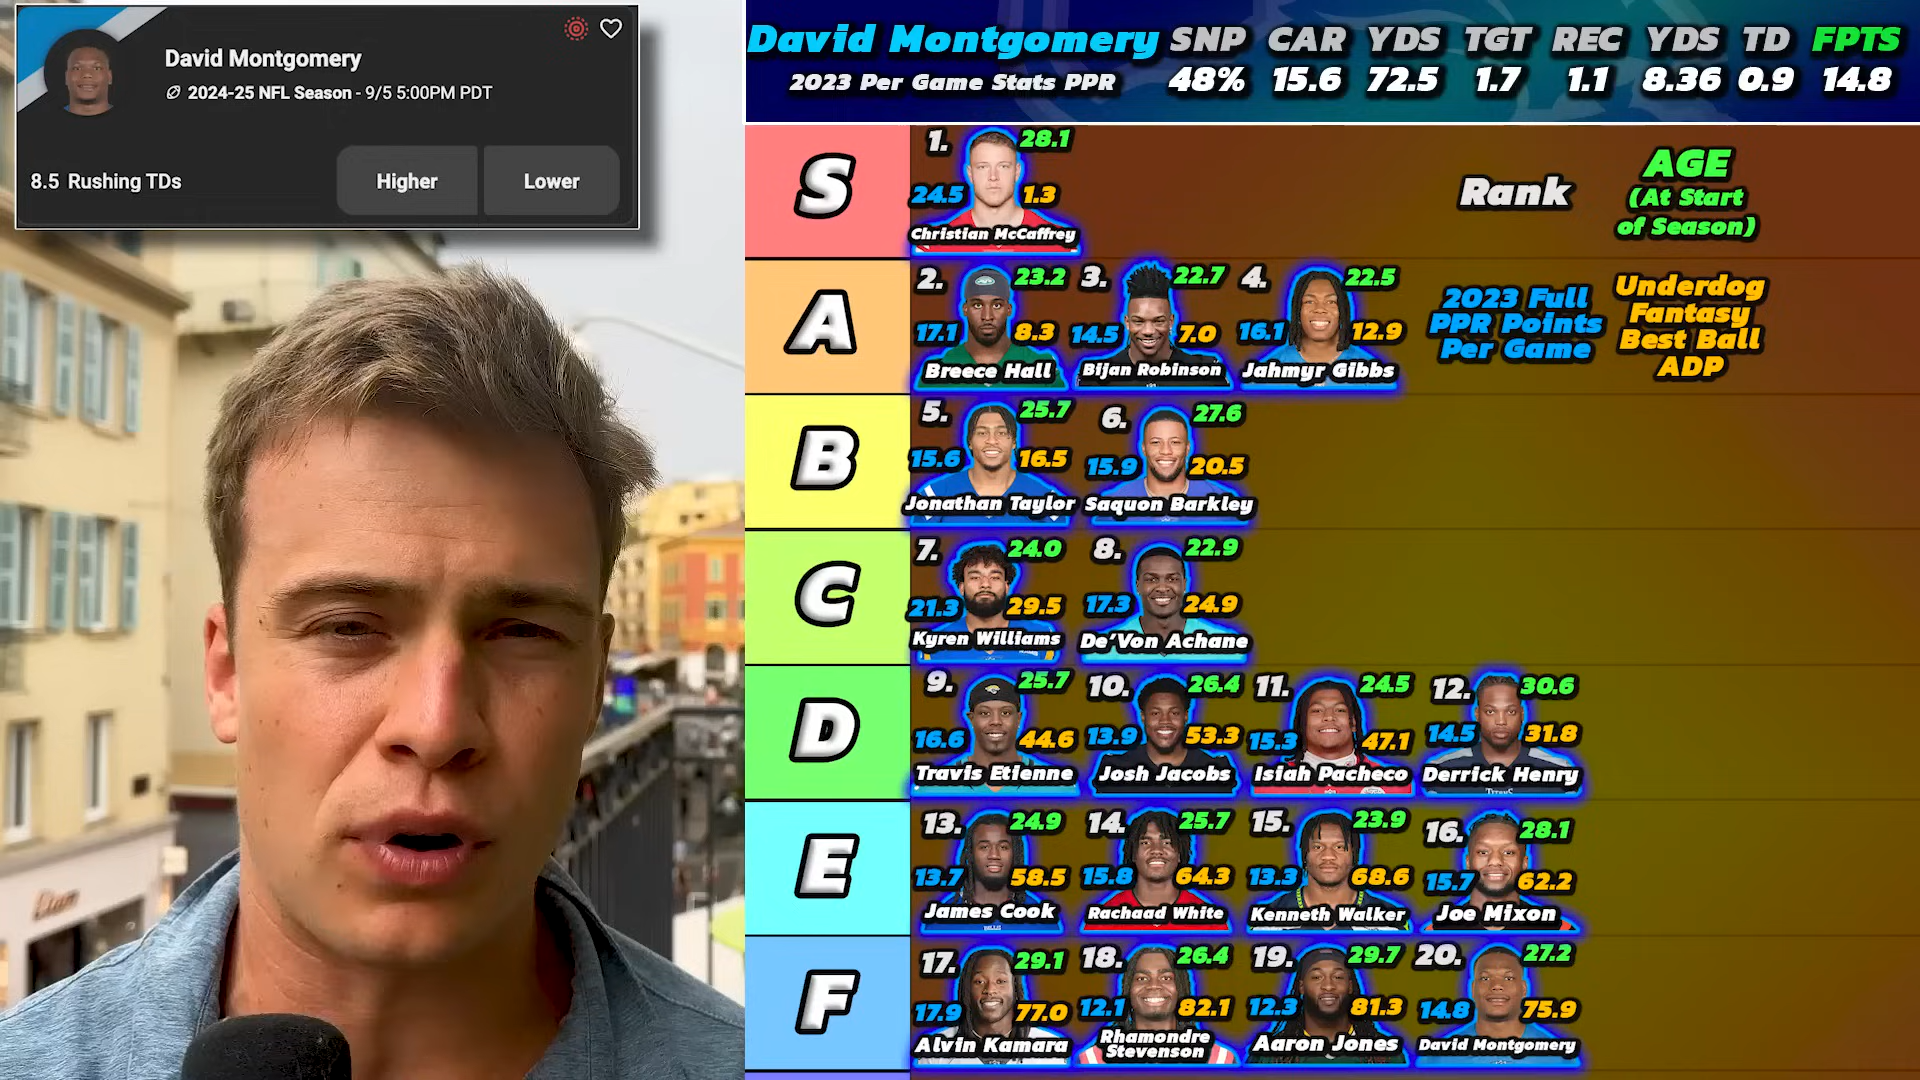 David Montgomery
2024-25 NFL Season - 9/5 5:00PM PDT
8.5 Rushing TDs
Higher
Lower
David Montgomery SNP CAR YDS TGT REC YDS TD FPTS
2023 Per Game Stats PPR 48% 15.6 72.5 1.7 1.1 8.36 0.9 14.8
S
1. 28.1
24.5 1.3
Christian McCaffrey
Rank
AGE
(At Start
of Season)
A
2. 23.2
17.1 8.3
Breece Hall
3. 22.7
14.5 7.0
Bijan Robinson
4. 22.5
16.1 12.9
Jahmyr Gibbs
2023 Full
PPR Points
Per Game
Underdog
Fantasy
Best Ball
ADP
B
5. 25.7
15.6 16.5
Jonathan Taylor
6. 27.6
15.9 20.5
Saquon Barkley
C
7. 24.0
21.3 29.5
Kyren Williams
8. 22.9
17.3 24.9
De'Von Achane
D
9. 25.7
16.6 44.6
Travis Etienne
10. 26.4
13.9 53.3
Josh Jacobs
11. 24.5
15.3 47.1
Isiah Pacheco
12. 30.6
14.5 31.8
Derrick Henry
E
13. 24.9
13.7 58.5
James Cook
14. 25.7
15.8 64.3
Rachaad White
15. 23.9
13.3 68.6
Kenneth Walker
16. 28.1
15.7 62.2
Joe Mixon
F
17. 29.1
17.9 77.0
Alvin Kamara
18. 26.4
12.1 82.1
Rhamondre
Stevenson
19. 29.7
12.3 81.3
Aaron Jones
20. 27.2
14.8 75.9
David Montgomery